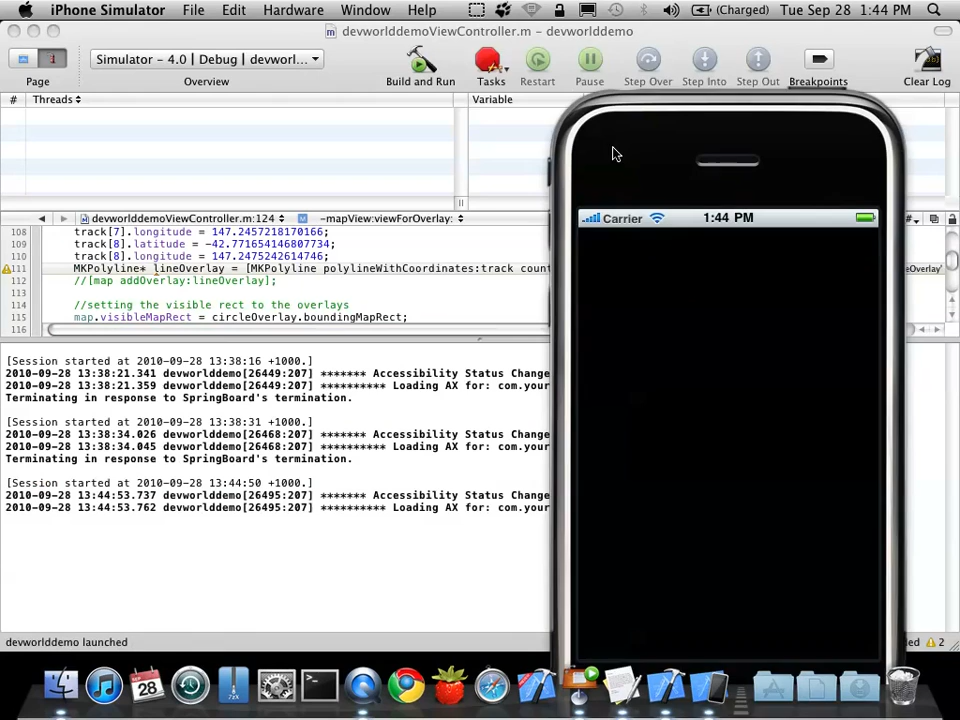 iPhone Simulator File Edit Hardware Window Help (Charged) Tue Sep 28 1:44 PM
devworlddemoViewController.m – devworlddemo
Simulator - 4.0 | Debug | devworl...
Page Overview Build and Run Tasks Restart Pause Step Over Step Into Step Out Breakpoints Clear Log
# Threads Variable
Carrier 1:44 PM
devworlddemoViewController.m:124 -mapView:viewForOverlay:
108 track[7].longitude = 147.2457218170166;
109 track[8].latitude = -42.771654146807734;
110 track[8].longitude = 147.2475242614746;
111 MKPolyline* lineOverlay = [MKPolyline polylineWithCoordinates:track count
112 //[map addOverlay:lineOverlay];
113
114 //setting the visible rect to the overlays
115 map.visibleMapRect = circleOverlay.boundingMapRect;
116
[Session started at 2010-09-28 13:38:16 +1000.]
2010-09-28 13:38:21.341 devworlddemo[26449:207] ******* Accessibility Status Change
2010-09-28 13:38:21.359 devworlddemo[26449:207] ********** Loading AX for: com.your
Terminating in response to SpringBoard's termination.
[Session started at 2010-09-28 13:38:31 +1000.]
2010-09-28 13:38:34.026 devworlddemo[26468:207] ******* Accessibility Status Change
2010-09-28 13:38:34.045 devworlddemo[26468:207] ********** Loading AX for: com.your
Terminating in response to SpringBoard's termination.
[Session started at 2010-09-28 13:44:50 +1000.]
2010-09-28 13:44:53.737 devworlddemo[26495:207] ******* Accessibility Status Change
2010-09-28 13:44:53.762 devworlddemo[26495:207] ********** Loading AX for: com.your
devworlddemo launched
2
28